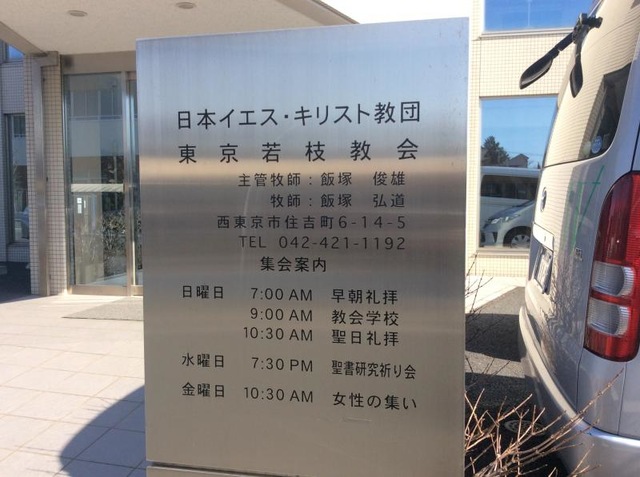 日本イエス・キリスト教団
東京若枝教会
主管牧師：飯塚 俊雄
牧師：飯塚 弘道
西東京市住吉町6-14-5
TEL 042-421-1192
集会案内
日曜日 7:00 AM 早朝礼拝
9:00 AM 教会学校
10:30 AM 聖日礼拝
水曜日 7:30 PM 聖書研究祈り会
金曜日 10:30 AM 女性の集い